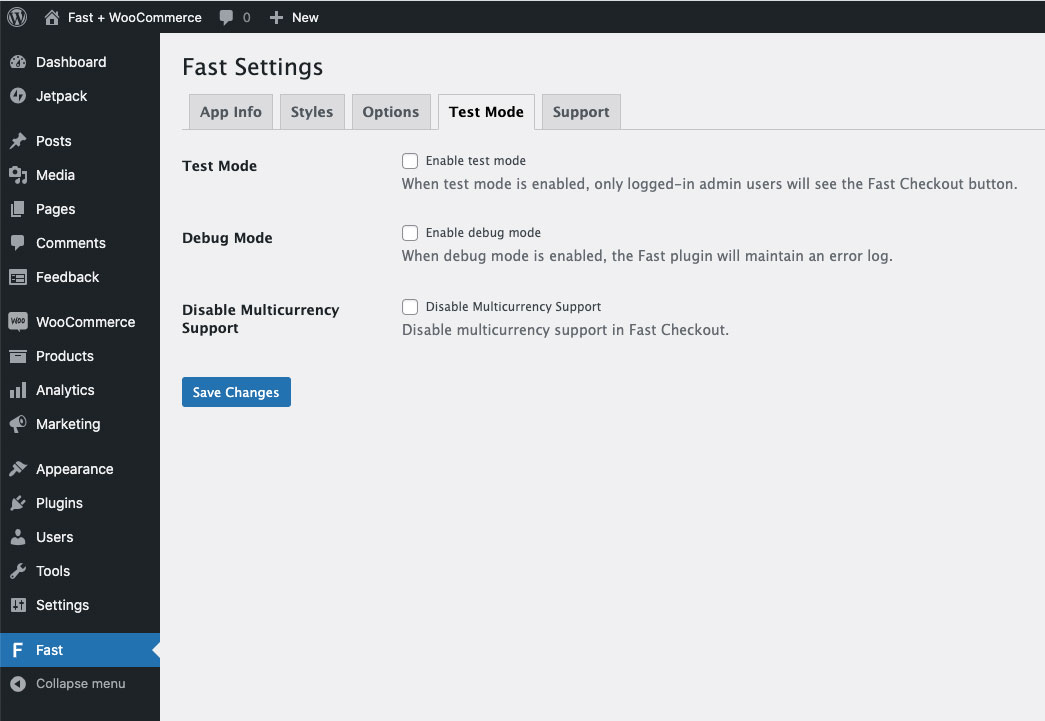 Fast + WooCommerce 0 New
Dashboard
Jetpack
Posts
Media
Pages
Comments
Feedback
WOO WooCommerce
Products
Analytics
Marketing
Appearance
Plugins
Users
Tools
Settings
F Fast
Collapse menu
Fast Settings
App Info Styles Options Test Mode Support
Test Mode
Enable test mode
When test mode is enabled, only logged-in admin users will see the Fast Checkout button.
Debug Mode
Enable debug mode
When debug mode is enabled, the Fast plugin will maintain an error log.
Disable Multicurrency
Support
Disable Multicurrency Support
Disable multicurrency support in Fast Checkout.
Save Changes